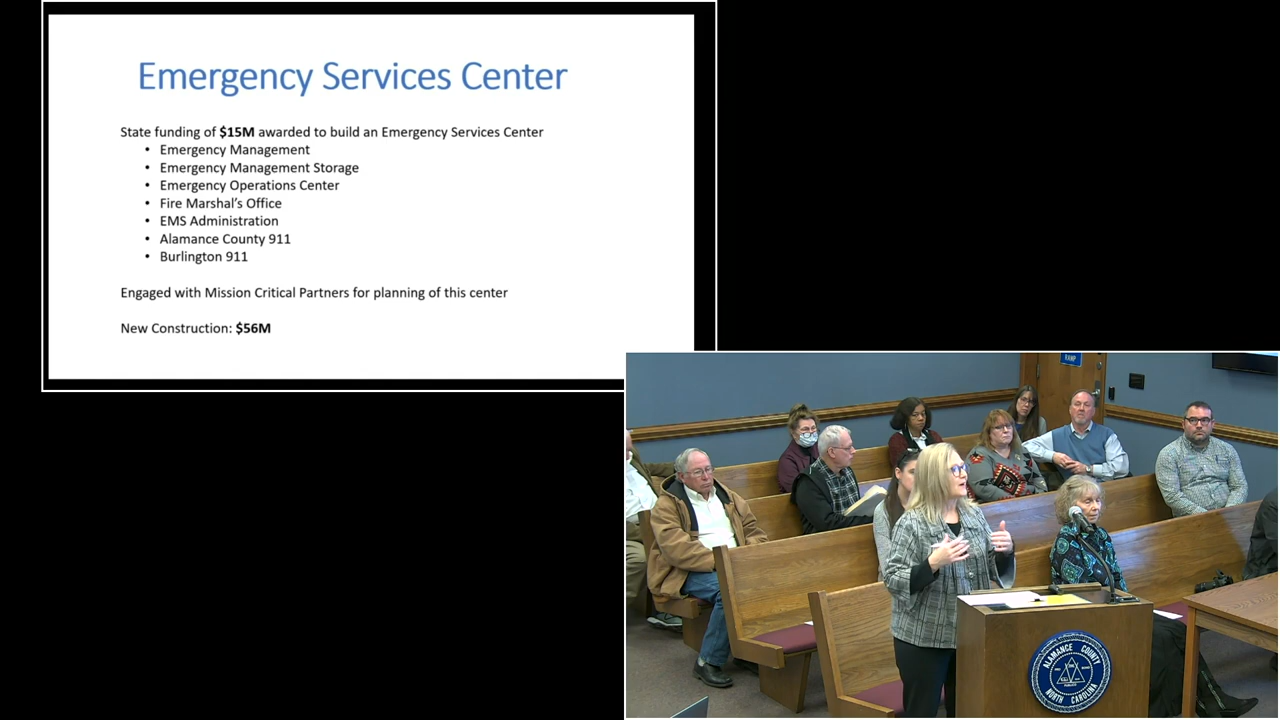 Emergency Services Center
State funding of $15M awarded to build an Emergency Services Center
• Emergency Management
• Emergency Management Storage
• Emergency Operations Center
• Fire Marshal's Office
• EMS Administration
• Alamance County 911
• Burlington 911
Engaged with Mission Critical Partners for planning of this center
New Construction: $56M
RAMP
ALAMANCE COUNTY
NORTH CAROLINA